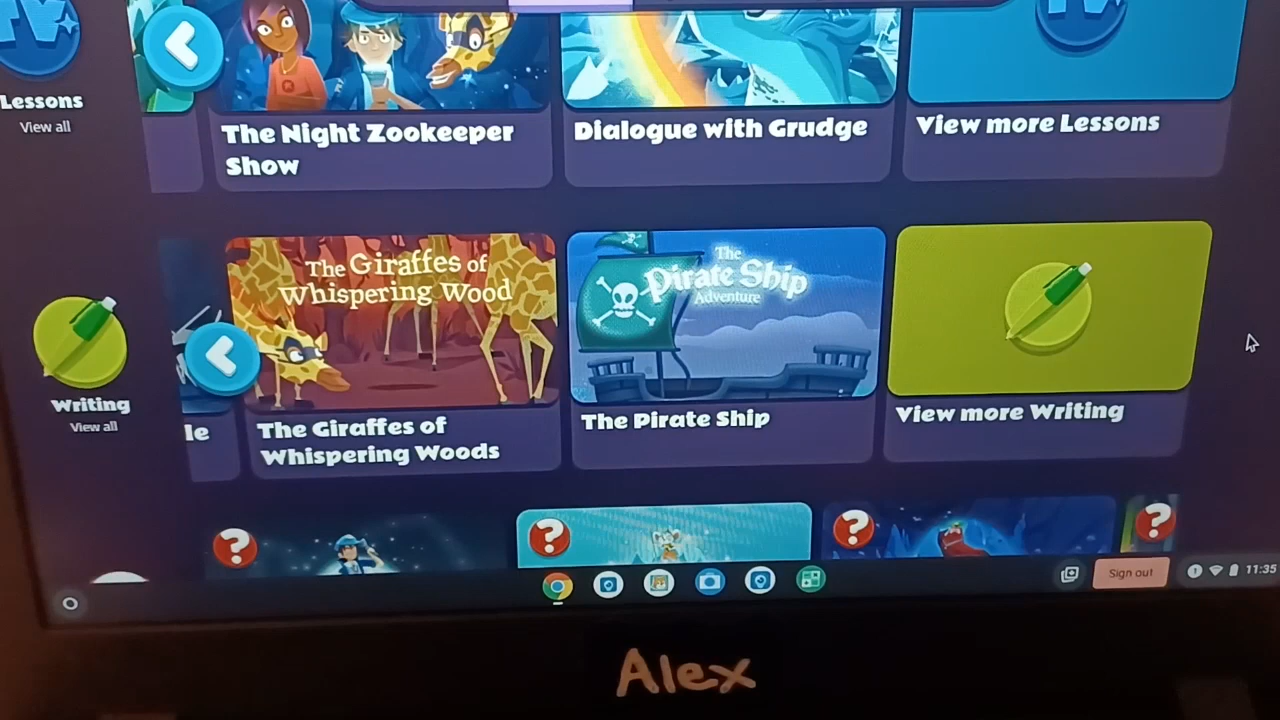 Lessons
View all
The Night Zookeeper
Show
Dialogue with Grudge
View more Lessons
The Giraffes of
Whispering Wood
The
Pirate Ship
Adventure
Writing
View all
le
The Giraffes of
Whispering Woods
The Pirate Ship
View more Writing
?
?
?
?
Sign out
11:35
Alex